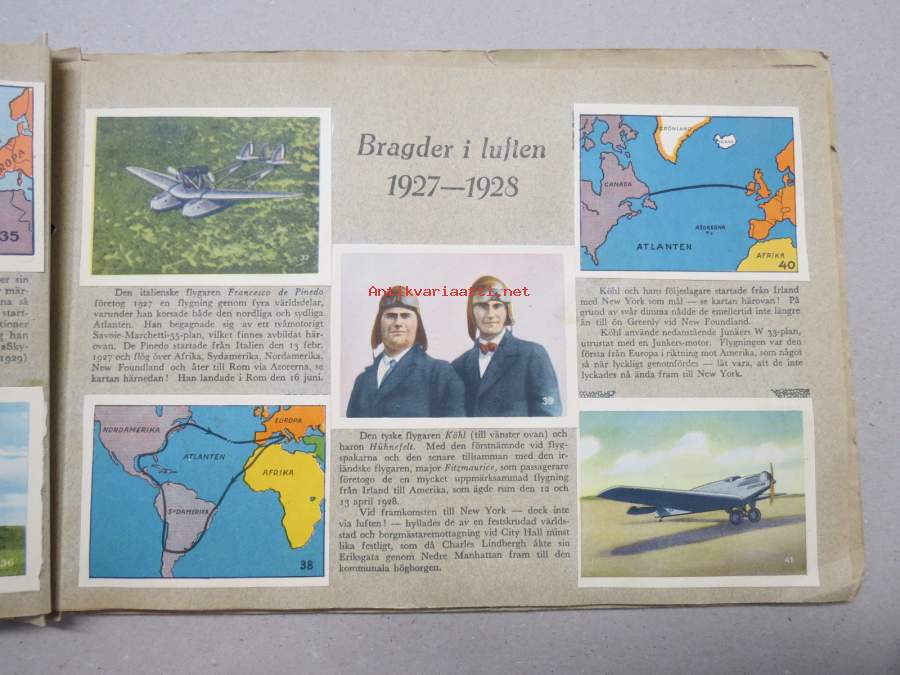 35
OPA
36
37
Den italienske flygaren Francesco de Pinedo
företog 1927 en flygning genom fyra världsdelar,
varunder han korsade både den nordliga och sydliga
Atlanten. Han begagnade sig av ett tvåmotorigt
Savoie-Marchetti-55-plan, vilket finnes avbildat här-
ovan. De Pinedo startade från Italien den 13 febr.
1927 och flög över Afrika, Sydamerika, Nordamerika,
New Foundland och åter till Rom via Azorerna, se
kartan härnedan! Han landade i Rom den 16 juni.
NORDAMERIKA
EUROPA
ATLANTEN
AFRIKA
SYDAMERIKA
38
Bragder i luften
1927—1928
Antikvariaatti.net
39
Den tyske flygaren Köhl (till vänster ovan) och
baron Hühnefelt. Med den förstnämnde vid flyg-
spakarna och den senare tillsamman med den ir-
ländske flygaren, major Fitzmaurice, som passagerare
företogo de en mycket uppmärksammad flygning
från Irland till Amerika, som ägde rum den 12 och
13 april 1928.
Vid framkomsten till New York — dock inte
via luften! — hyllades de av en festskrudad världs-
stad och borgmästaremottagning vid City Hall minst
lika festligt, som då Charles Lindbergh åkte sin
Eriksgata genom Nedre Manhattan fram till den
kommunala högborgen.
GRÖNLAND
ISLAND
CANADA
AZORERNA
ATLANTEN
AFRIKA
40
Köhl och hans följeslagare startade från Irland
med New York som mål — se kartan härovan! På
grund av svår dimma nådde de emellertid inte längre
än till ön Greenly vid New Foundland.
Köhl använde nedanstående Junkers W 33-plan,
utrustat med en Junkers-motor. Flygningen var den
första från Europa i riktning mot Amerika, som något
så när lyckligt genomfördes — låt vara, att de inte
lyckades nå ända fram till New York.
41